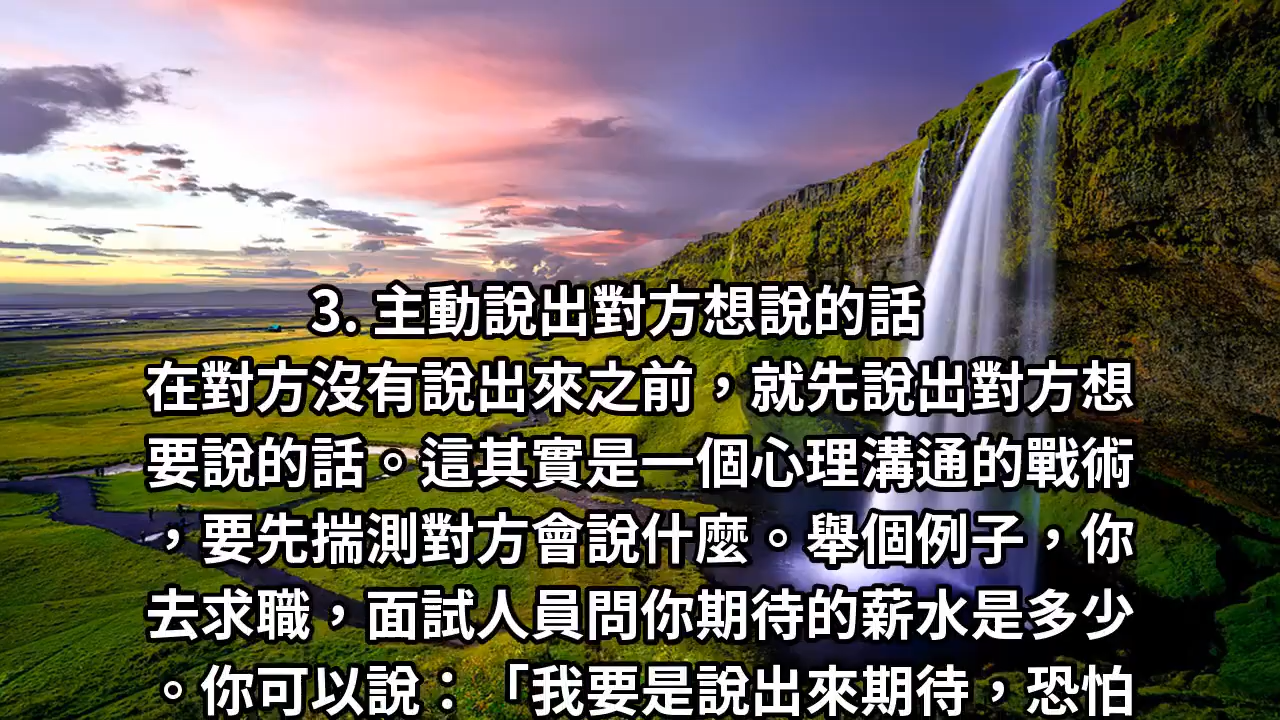 3. 主動說出對方想說的話
在對方沒有說出來之前，就先說出對方想
要說的話。這其實是一個心理溝通的戰術
，要先揣測對方會說什麼。舉個例子，你
去求職，面試人員問你期待的薪水是多少
。你可以說：「我要是說出來期待，恐怕